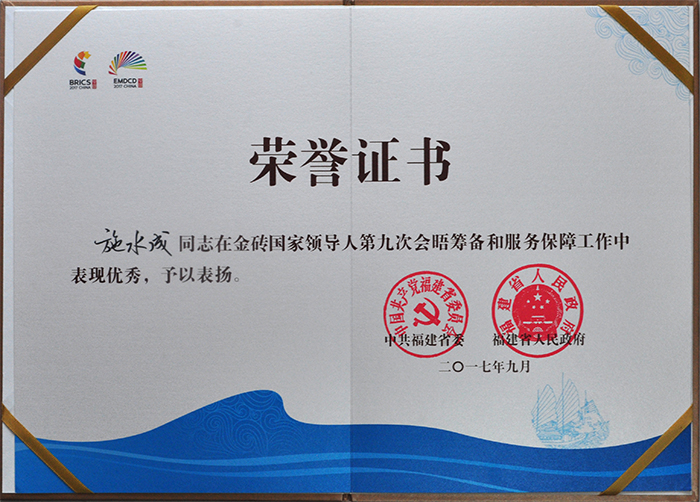 BRICS
2017 CHINA
EMDCD
2017 CHINA
荣誉证书
施水成 同志在金砖国家领导人第九次会晤筹备和服务保障工作中
表现优秀，予以表扬。
中国共产党福建省委员会
福建省人民政府
中共福建省委 福建省人民政府
二〇一七年九月